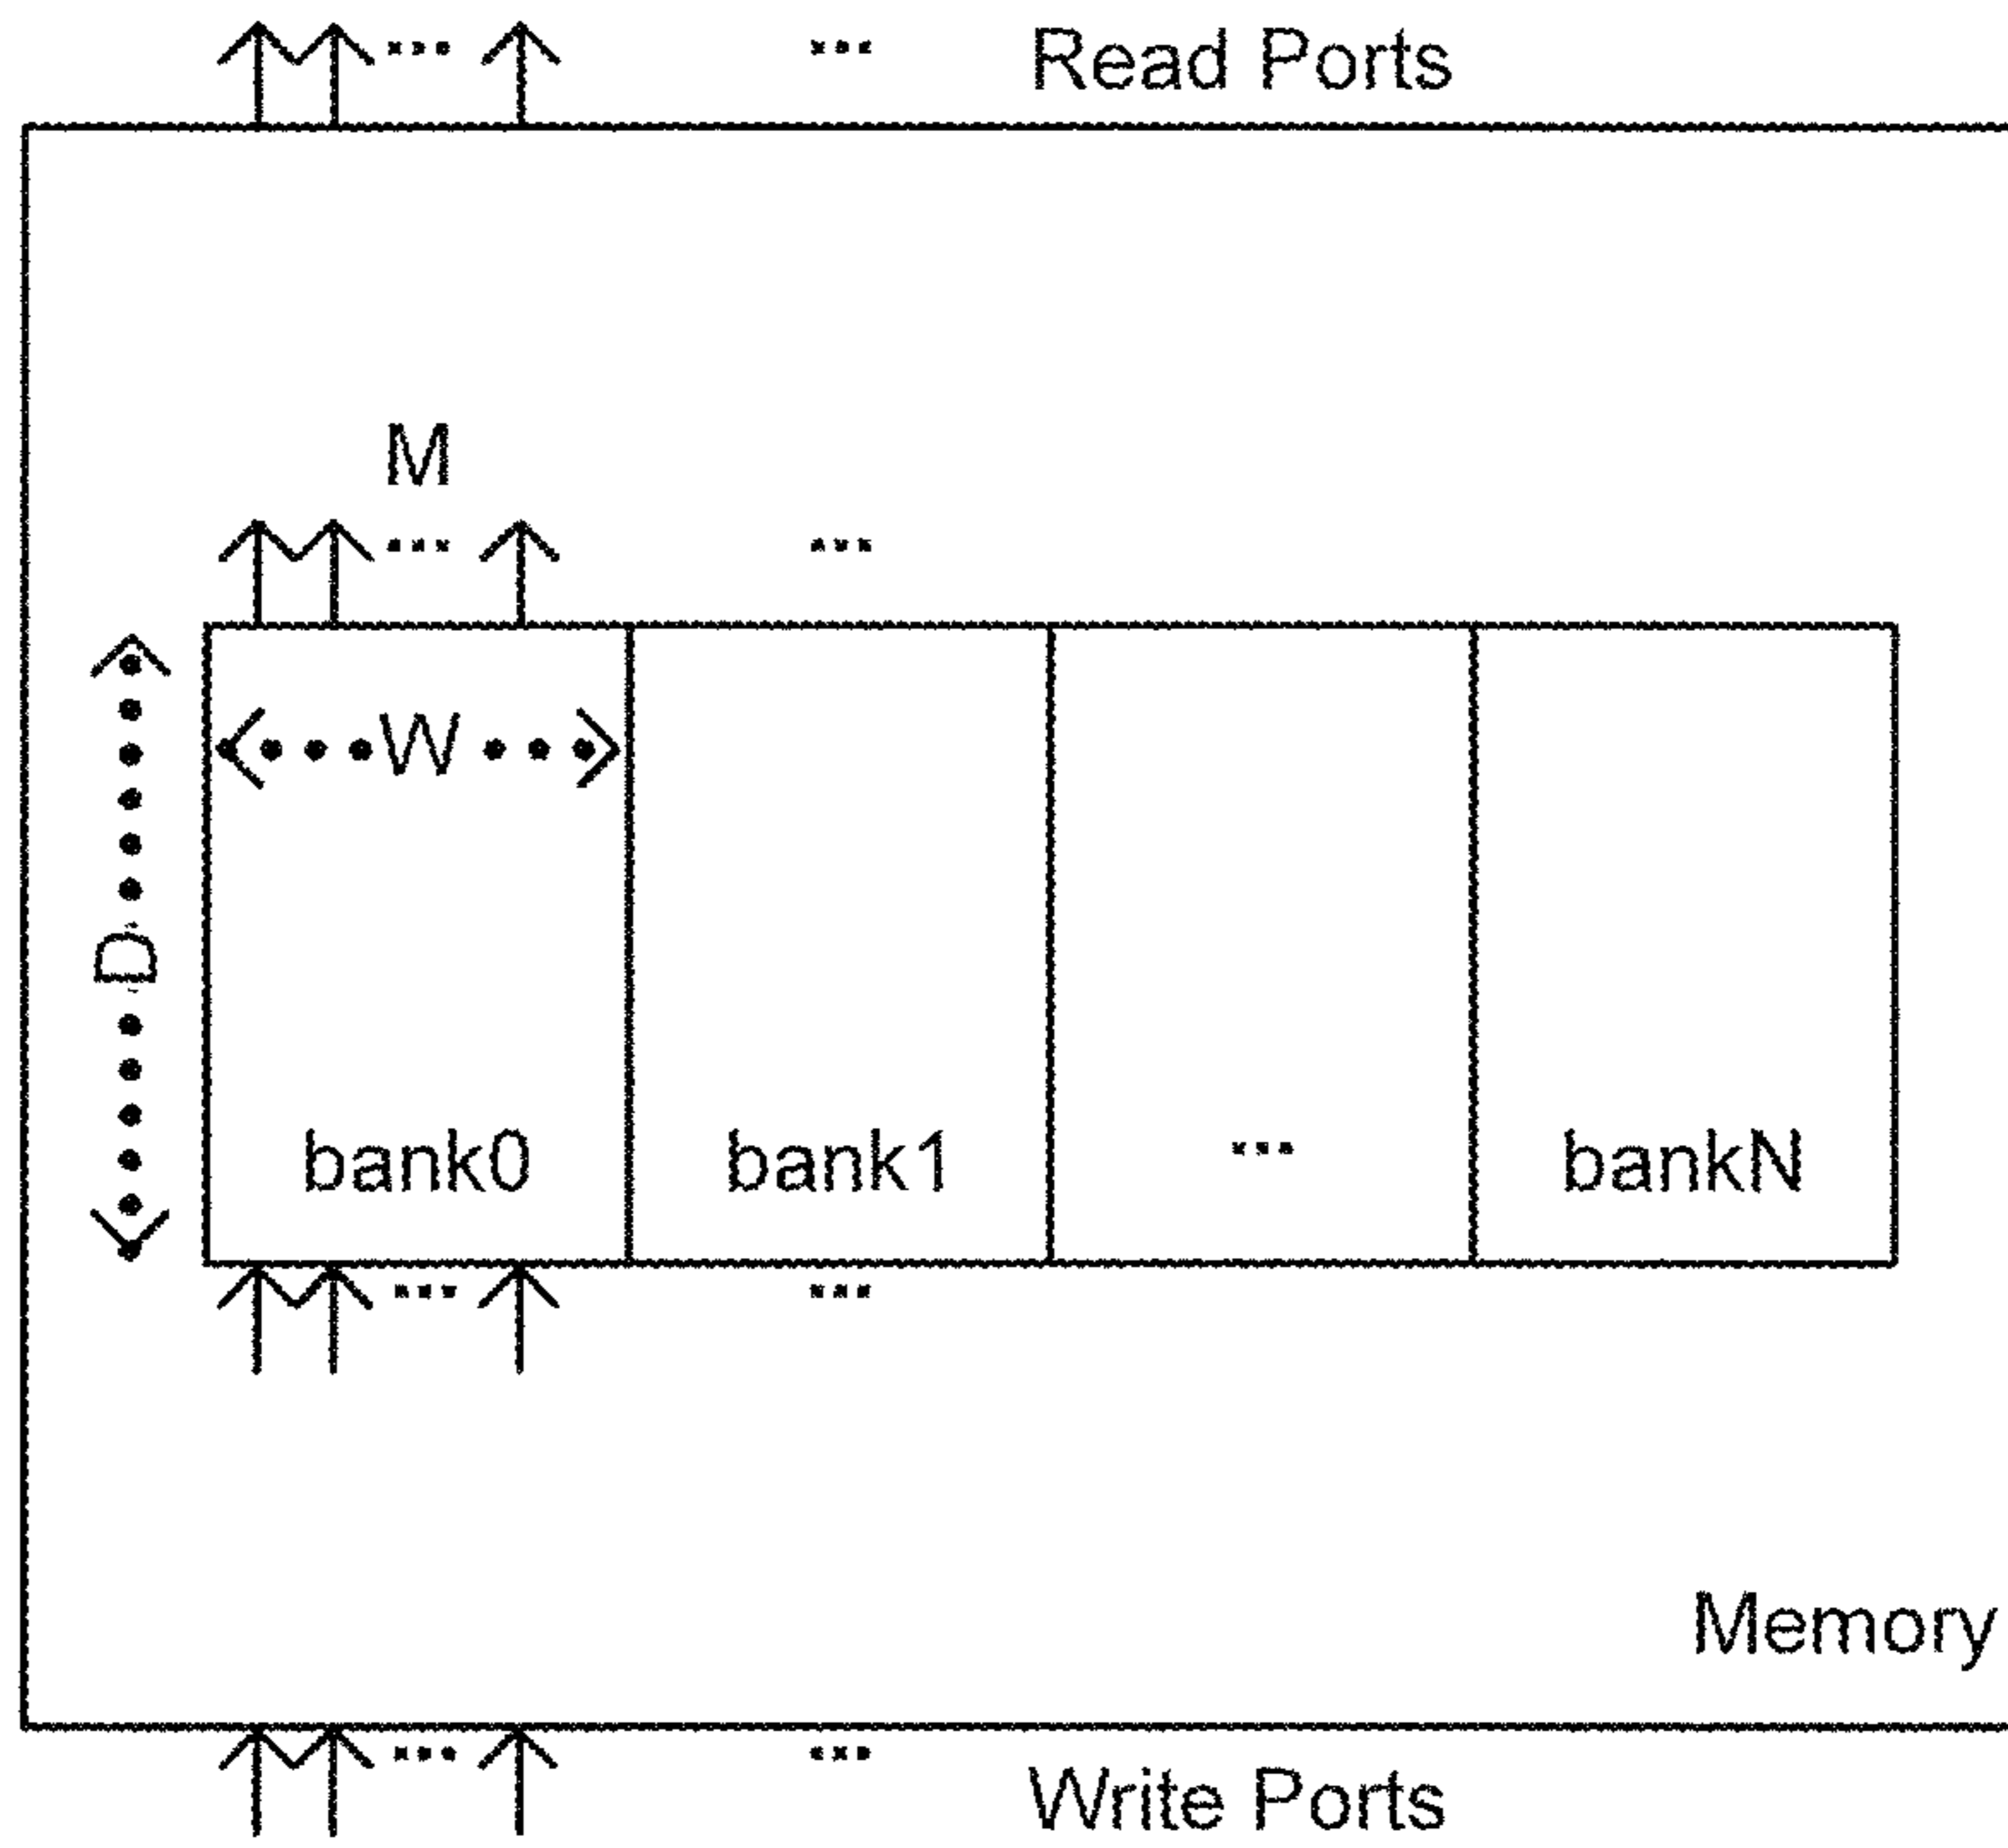 ... ... Read Ports
M
... ...
W
D
bank0 bank1 ... bankN
... ...
Memory
... ... Write Ports